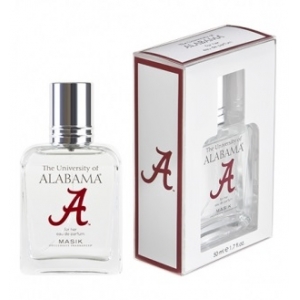 The University of
ALABAMA
A
for her
eau de parfum
MASIK
A
The University of
ALABAMA
A
50 ml / 1.7 fl oz.